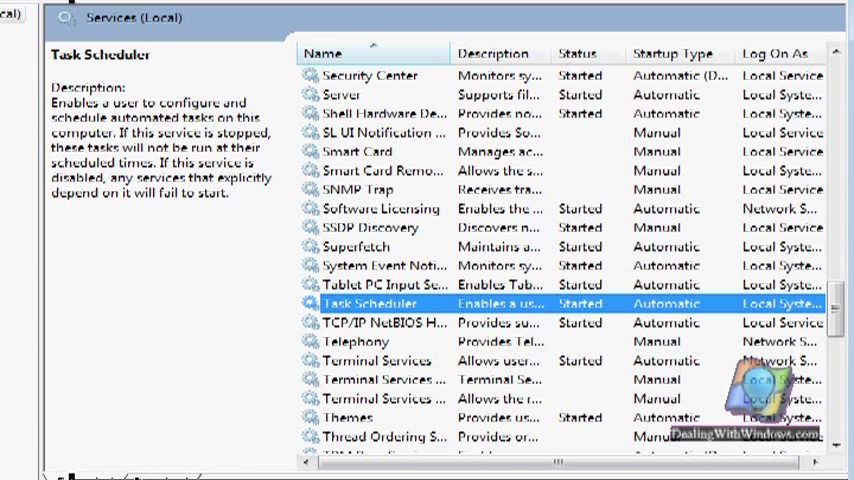 cal)
Services (Local)
Task Scheduler
Description:
Enables a user to configure and
schedule automated tasks on this
computer. If this service is stopped,
these tasks will not be run at their
scheduled times. If this service is
disabled, any services that explicitly
depend on it will fail to start.
Name Description Status Startup Type Log On As
Security Center Monitors sy... Started Automatic (D... Local Service
Server Supports fil... Started Automatic Local Syste...
Shell Hardware De... Provides no... Started Automatic Local Syste...
SL UI Notification ... Provides So... Manual Local Service
Smart Card Manages ac... Manual Local Service
Smart Card Remo... Allows the s... Manual Local Syste...
SNMP Trap Receives tra... Manual Local Service
Software Licensing Enables the ... Started Automatic Network S...
SSDP Discovery Discovers n... Started Manual Local Service
Superfetch Maintains a... Started Automatic Local Syste...
System Event Noti... Monitors sy... Started Automatic Local Syste...
Tablet PC Input Se... Enables Tab... Started Automatic Local Syste...
Task Scheduler Enables a us... Started Automatic Local Syste...
TCP/IP NetBIOS H... Provides su... Started Automatic Local Service
Telephony Provides Tel... Manual Network S...
Terminal Services Allows user... Started Automatic Network S...
Terminal Services ... Terminal Se... Manual Local Syste...
Terminal Services ... Allows the r... Manual Local Syste...
Themes Provides us... Started Automatic Local Syste...
Thread Ordering S... Provides or... Manual Local
DealingWithWindows.com